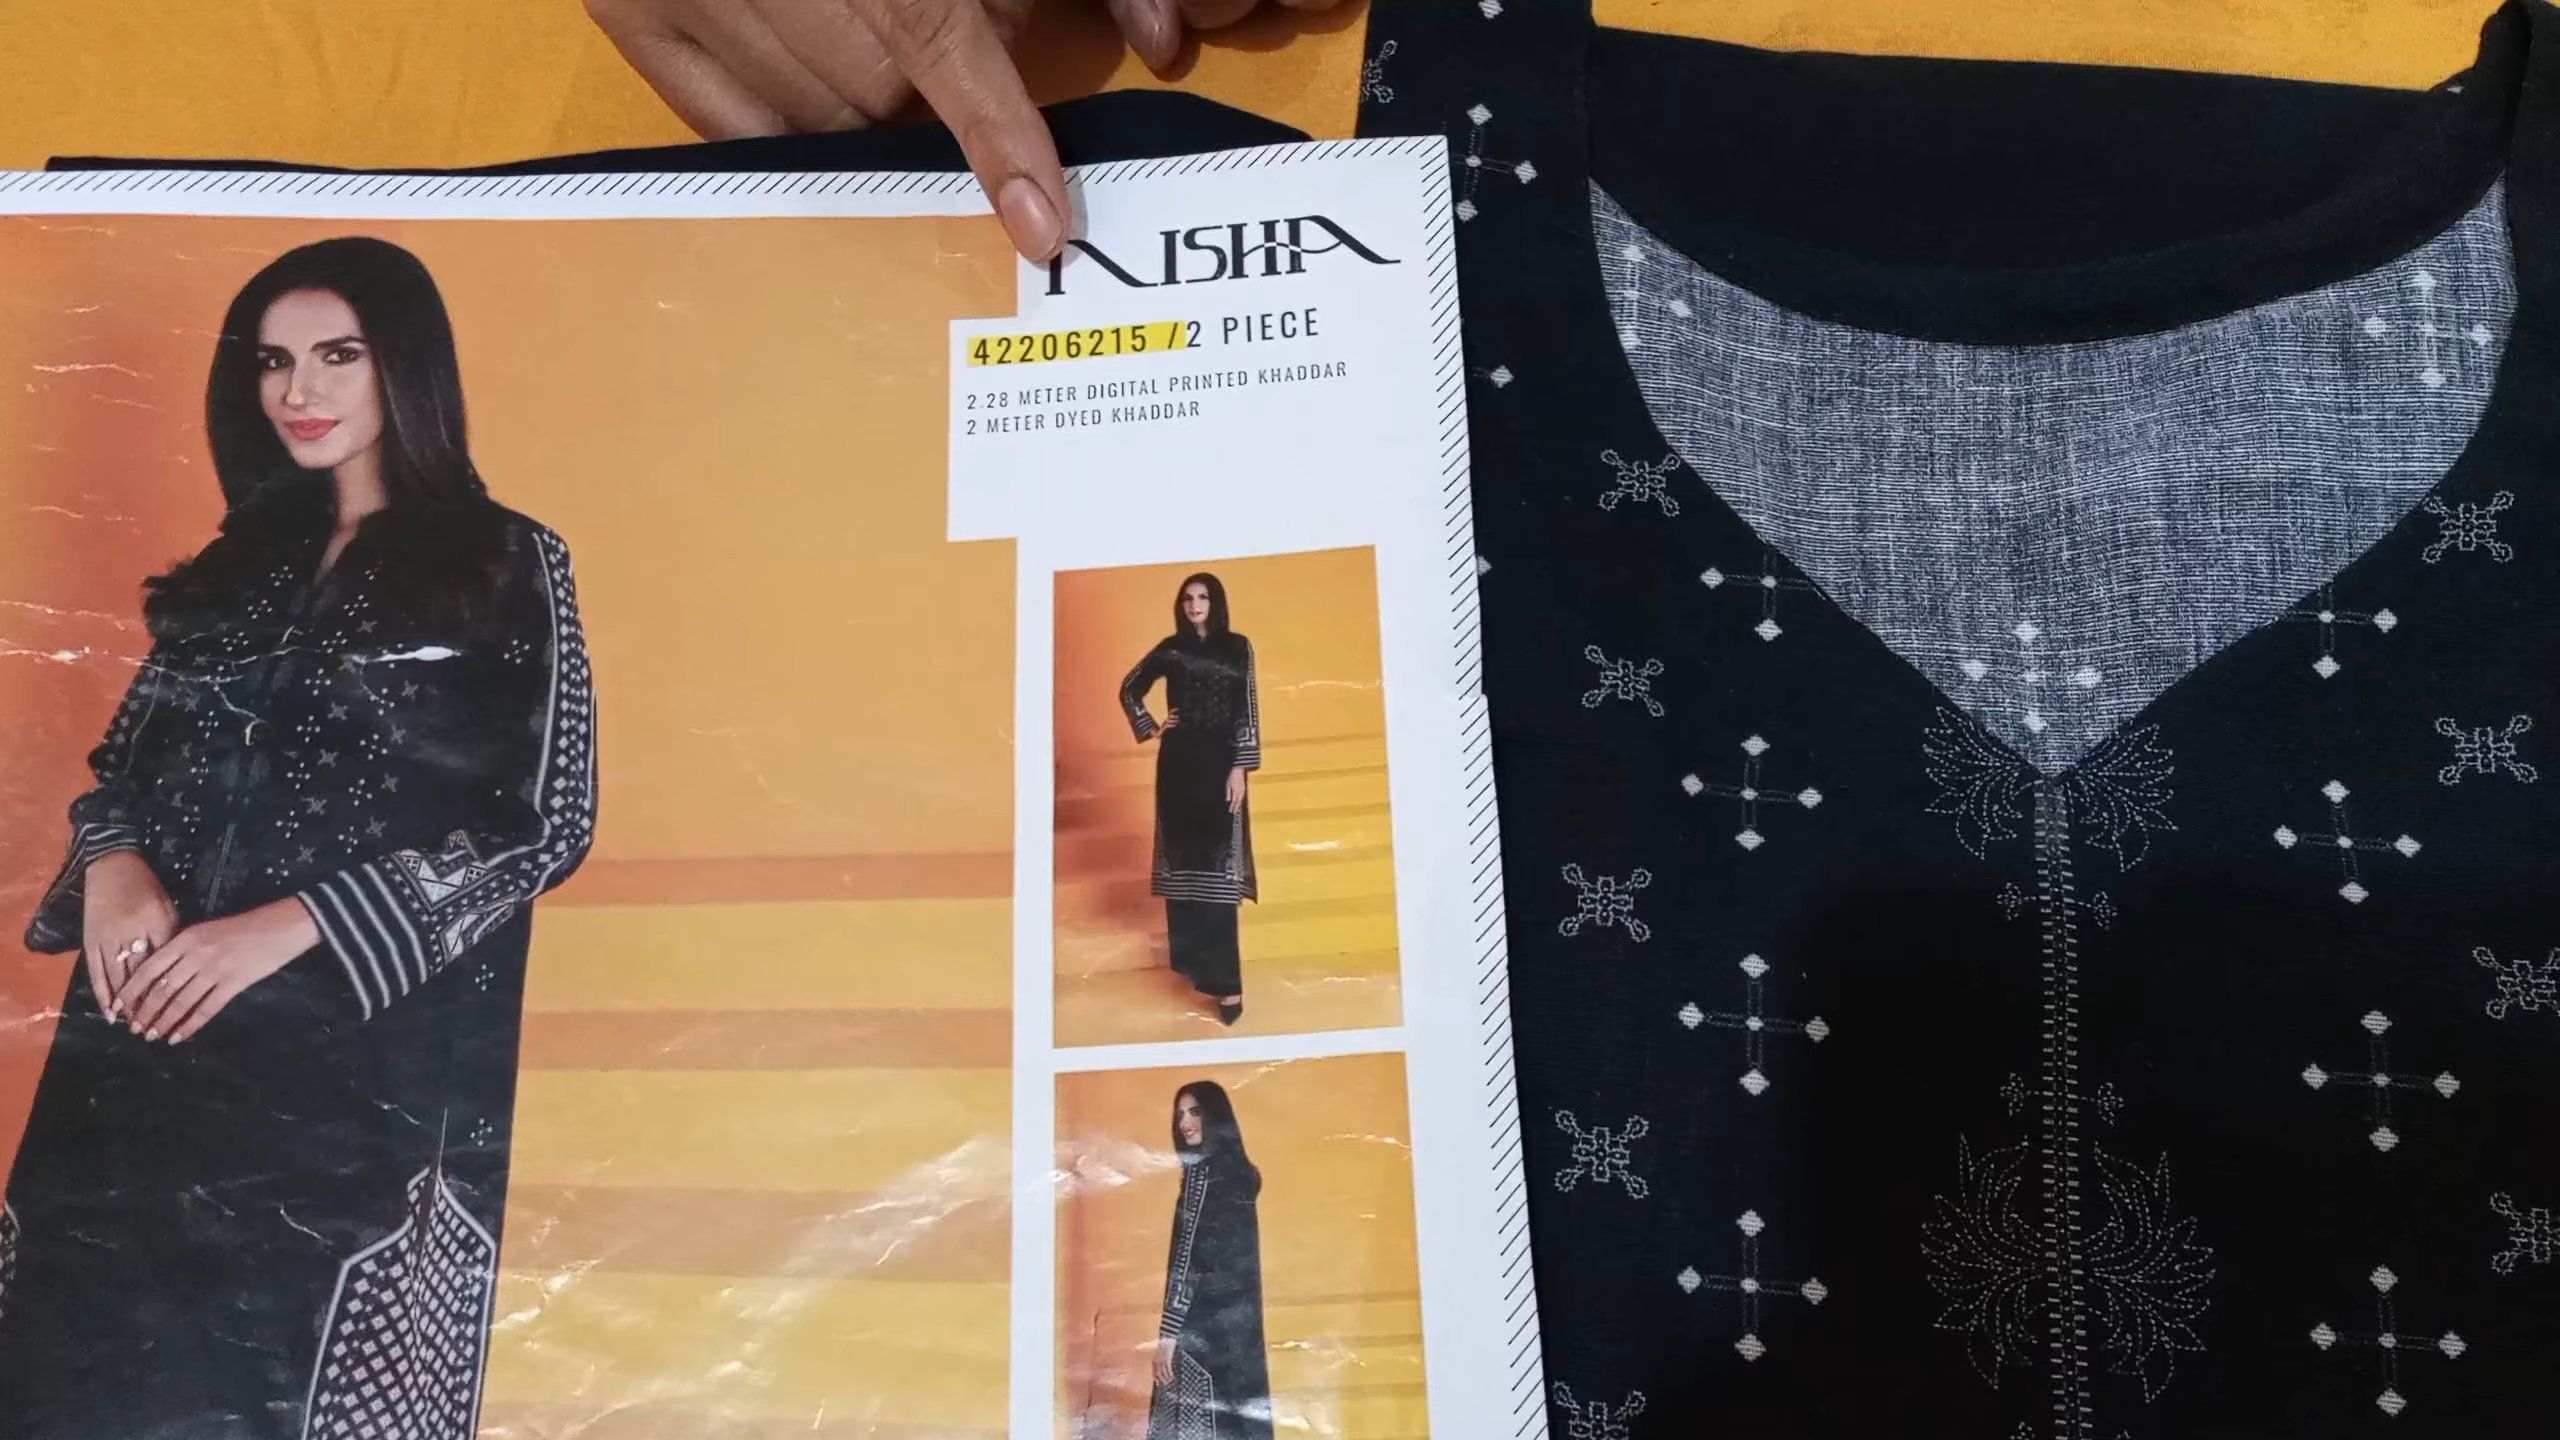 NISHA
42206215 / 2 PIECE
2.28 METER DIGITAL PRINTED KHADDAR
2 METER DYED KHADDAR